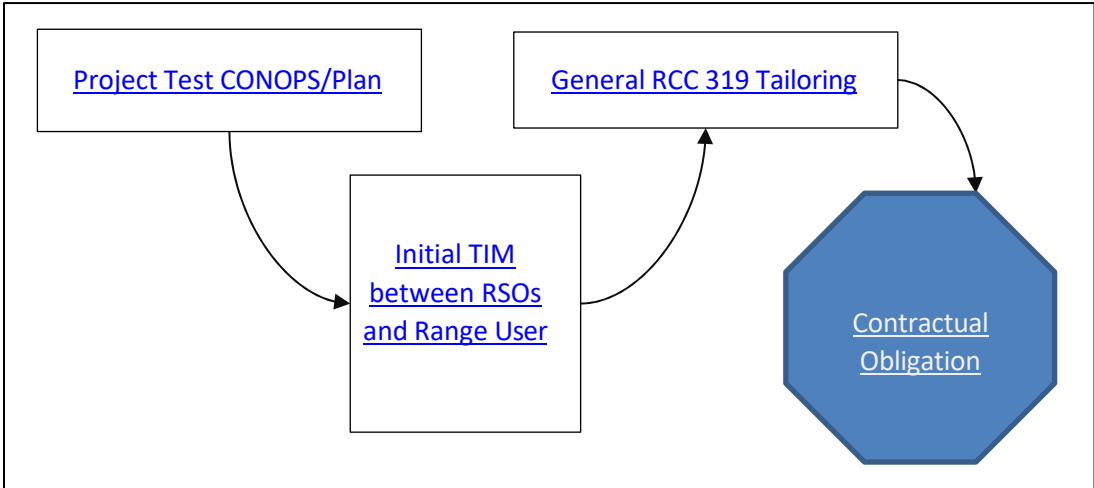 Project Test CONOPS/Plan
General RCC 319 Tailoring
Initial TIM
between RSOs
and Range User
Contractual
Obligation